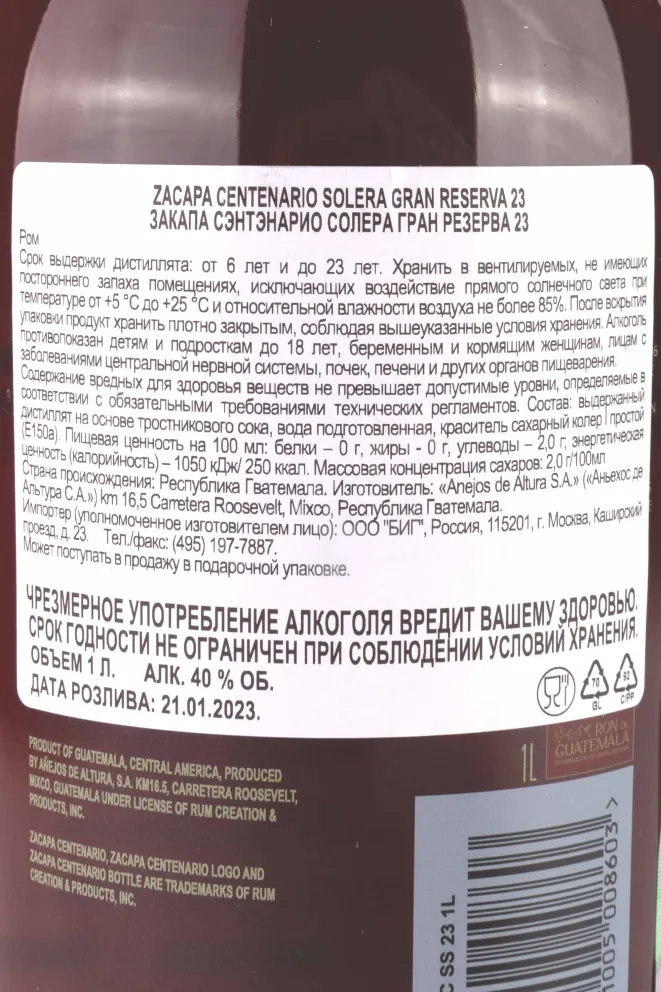 ZACAPA CENTENARIO SOLERA GRAN RESERVA 23
ЗАКАПА СЭНТЭНАРИО СОЛЕРА ГРАН РЕЗЕРВА 23
Ром
Срок выдержки дистиллята: от 6 лет и до 23 лет. Хранить в вентилируемых, не имеющих
постороннего запаха помещениях, исключающих воздействие прямого солнечного света при
температуре от +5 °С до +25 °С и относительной влажности воздуха не более 85%. После вскрытия
упаковки продукт хранить плотно закрытым, соблюдая вышеуказанные условия хранения. Алкоголь
противопоказан детям и подросткам до 18 лет, беременным и кормящим женщинам, лицам с
заболеваниями центральной нервной системы, почек, печени и других органов пищеварения.
Содержание вредных для здоровья веществ не превышает допустимые уровни, определяемые в
соответствии с обязательными требованиями технических регламентов. Состав: выдержанный
дистиллят на основе тростникового сока, вода подготовленная, краситель сахарный колер | простой
(Е150а). Пищевая ценность на 100 мл: белки – 0 г, жиры - 0 г, углеводы – 2,0 г; энергетическая
ценность (калорийность) – 1050 кДж/ 250 ккал. Массовая концентрация сахаров: 2,0 г/100мл
Страна происхождения: Республика Гватемала. Изготовитель: «Anejos de Altura S.A.» («Аньехос де
Альтура С.А.») km 16,5 Carretera Roosevelt, Mixco, Республика Гватемала.
Импортер (уполномоченное изготовителем лицо): ООО "БИГ", Россия, 115201, г. Москва, Каширский
проезд, д. 23. Тел./факс: (495) 197-7887.
Может поступать в продажу в подарочной упаковке.
ЧРЕЗМЕРНОЕ УПОТРЕБЛЕНИЕ АЛКОГОЛЯ ВРЕДИТ ВАШЕМУ ЗДОРОВЬЮ.
СРОК ГОДНОСТИ НЕ ОГРАНИЧЕН ПРИ СОБЛЮДЕНИИ УСЛОВИЙ ХРАНЕНИЯ.
ОБЪЕМ 1 Л. АЛК. 40 % ОБ.
ДАТА РОЗЛИВА: 21.01.2023.
70
GL
92
C/PP
PRODUCT OF GUATEMALA, CENTRAL AMERICA, PRODUCED
BY AÑEJOS DE ALTURA, S.A. KM16.5, CARRETERA ROOSEVELT,
MIXCO, GUATEMALA UNDER LICENSE OF RUM CREATION &
PRODUCTS, INC.
1L
RON DE
GUATEMALA
ZACAPA CENTENARIO, ZACAPA CENTENARIO LOGO AND
ZACAPA CENTENARIO BOTTLE ARE TRADEMARKS OF RUM
CREATION & PRODUCTS, INC.
C SS 23 1L
1005 008603 >